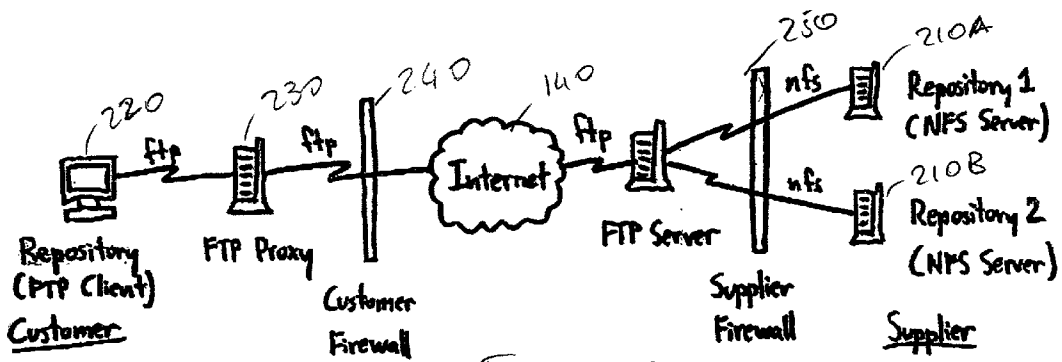 220
ftp
230
ftp
240
140
Internet
ftp
250
nfs
nfs
210A
210B
Repository
(FTP Client)
Customer
FTP Proxy
Customer
Firewall
FTP Server
Supplier
Firewall
Repository 1
(NFS Server)
Repository 2
(NFS Server)
Supplier